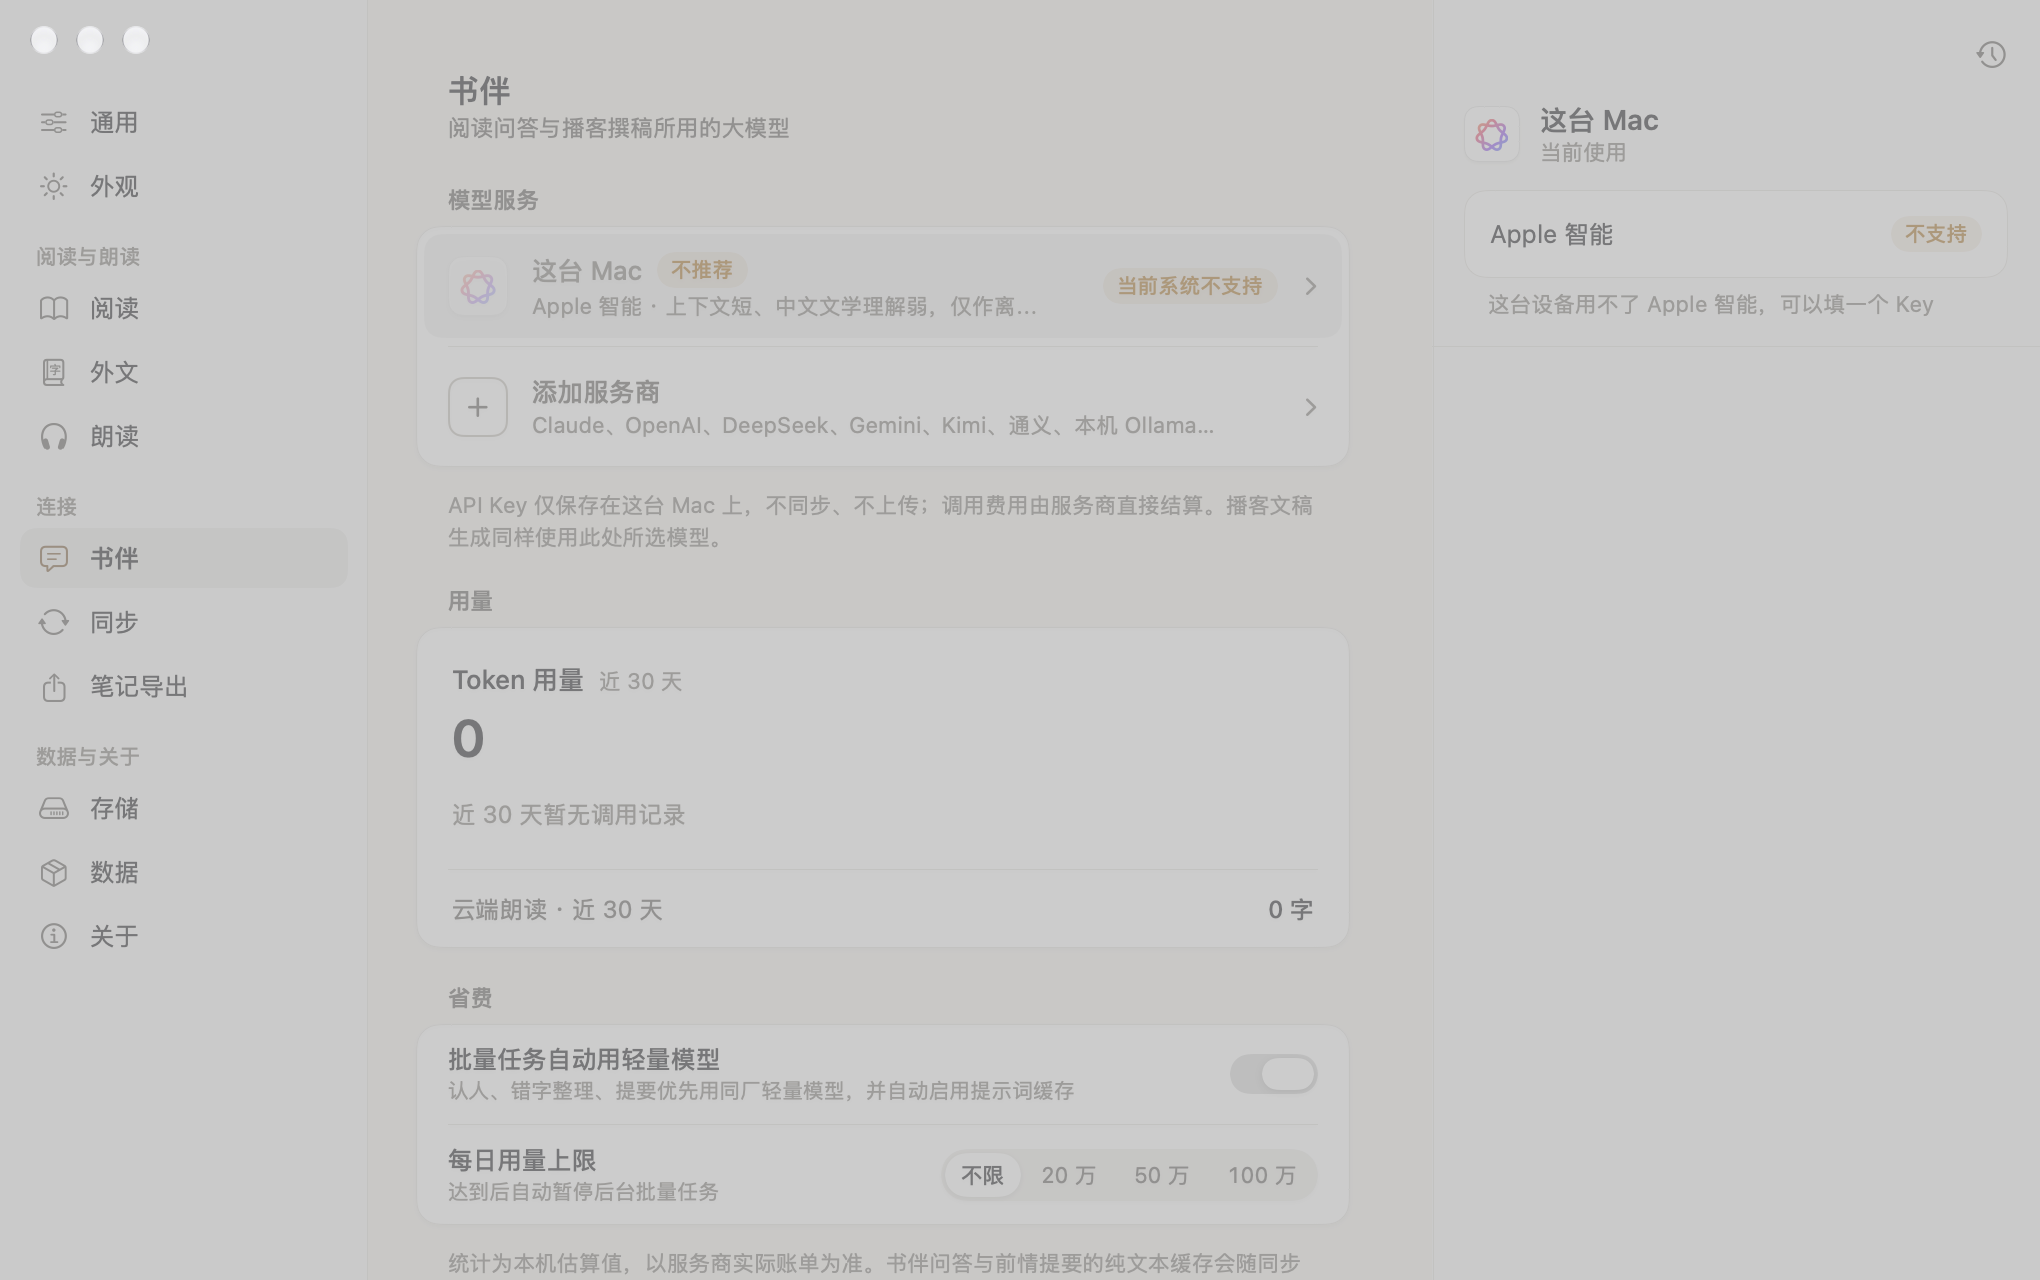 通用
外观
阅读与朗读
阅读
外文
朗读
连接
书伴
同步
笔记导出
数据与关于
存储
数据
关于
书伴
阅读问答与播客撰稿所用的大模型
模型服务
这台 Mac 不推荐
Apple 智能 · 上下文短、中文文学理解弱，仅作离...
当前系统不支持
添加服务商
Claude、OpenAI、DeepSeek、Gemini、Kimi、通义、本机 Ollama...
API Key 仅保存在这台 Mac 上，不同步、不上传；调用费用由服务商直接结算。播客文稿
生成同样使用此处所选模型。
用量
Token 用量 近 30 天
0
近 30 天暂无调用记录
云端朗读 · 近 30 天 0 字
省费
批量任务自动用轻量模型
认人、错字整理、提要优先用同厂轻量模型，并自动启用提示词缓存
每日用量上限
达到后自动暂停后台批量任务
不限 20 万 50 万 100 万
统计为本机估算值，以服务商实际账单为准。书伴问答与前情提要的纯文本缓存会随同步
这台 Mac
当前使用
Apple 智能 不支持
这台设备用不了 Apple 智能，可以填一个 Key